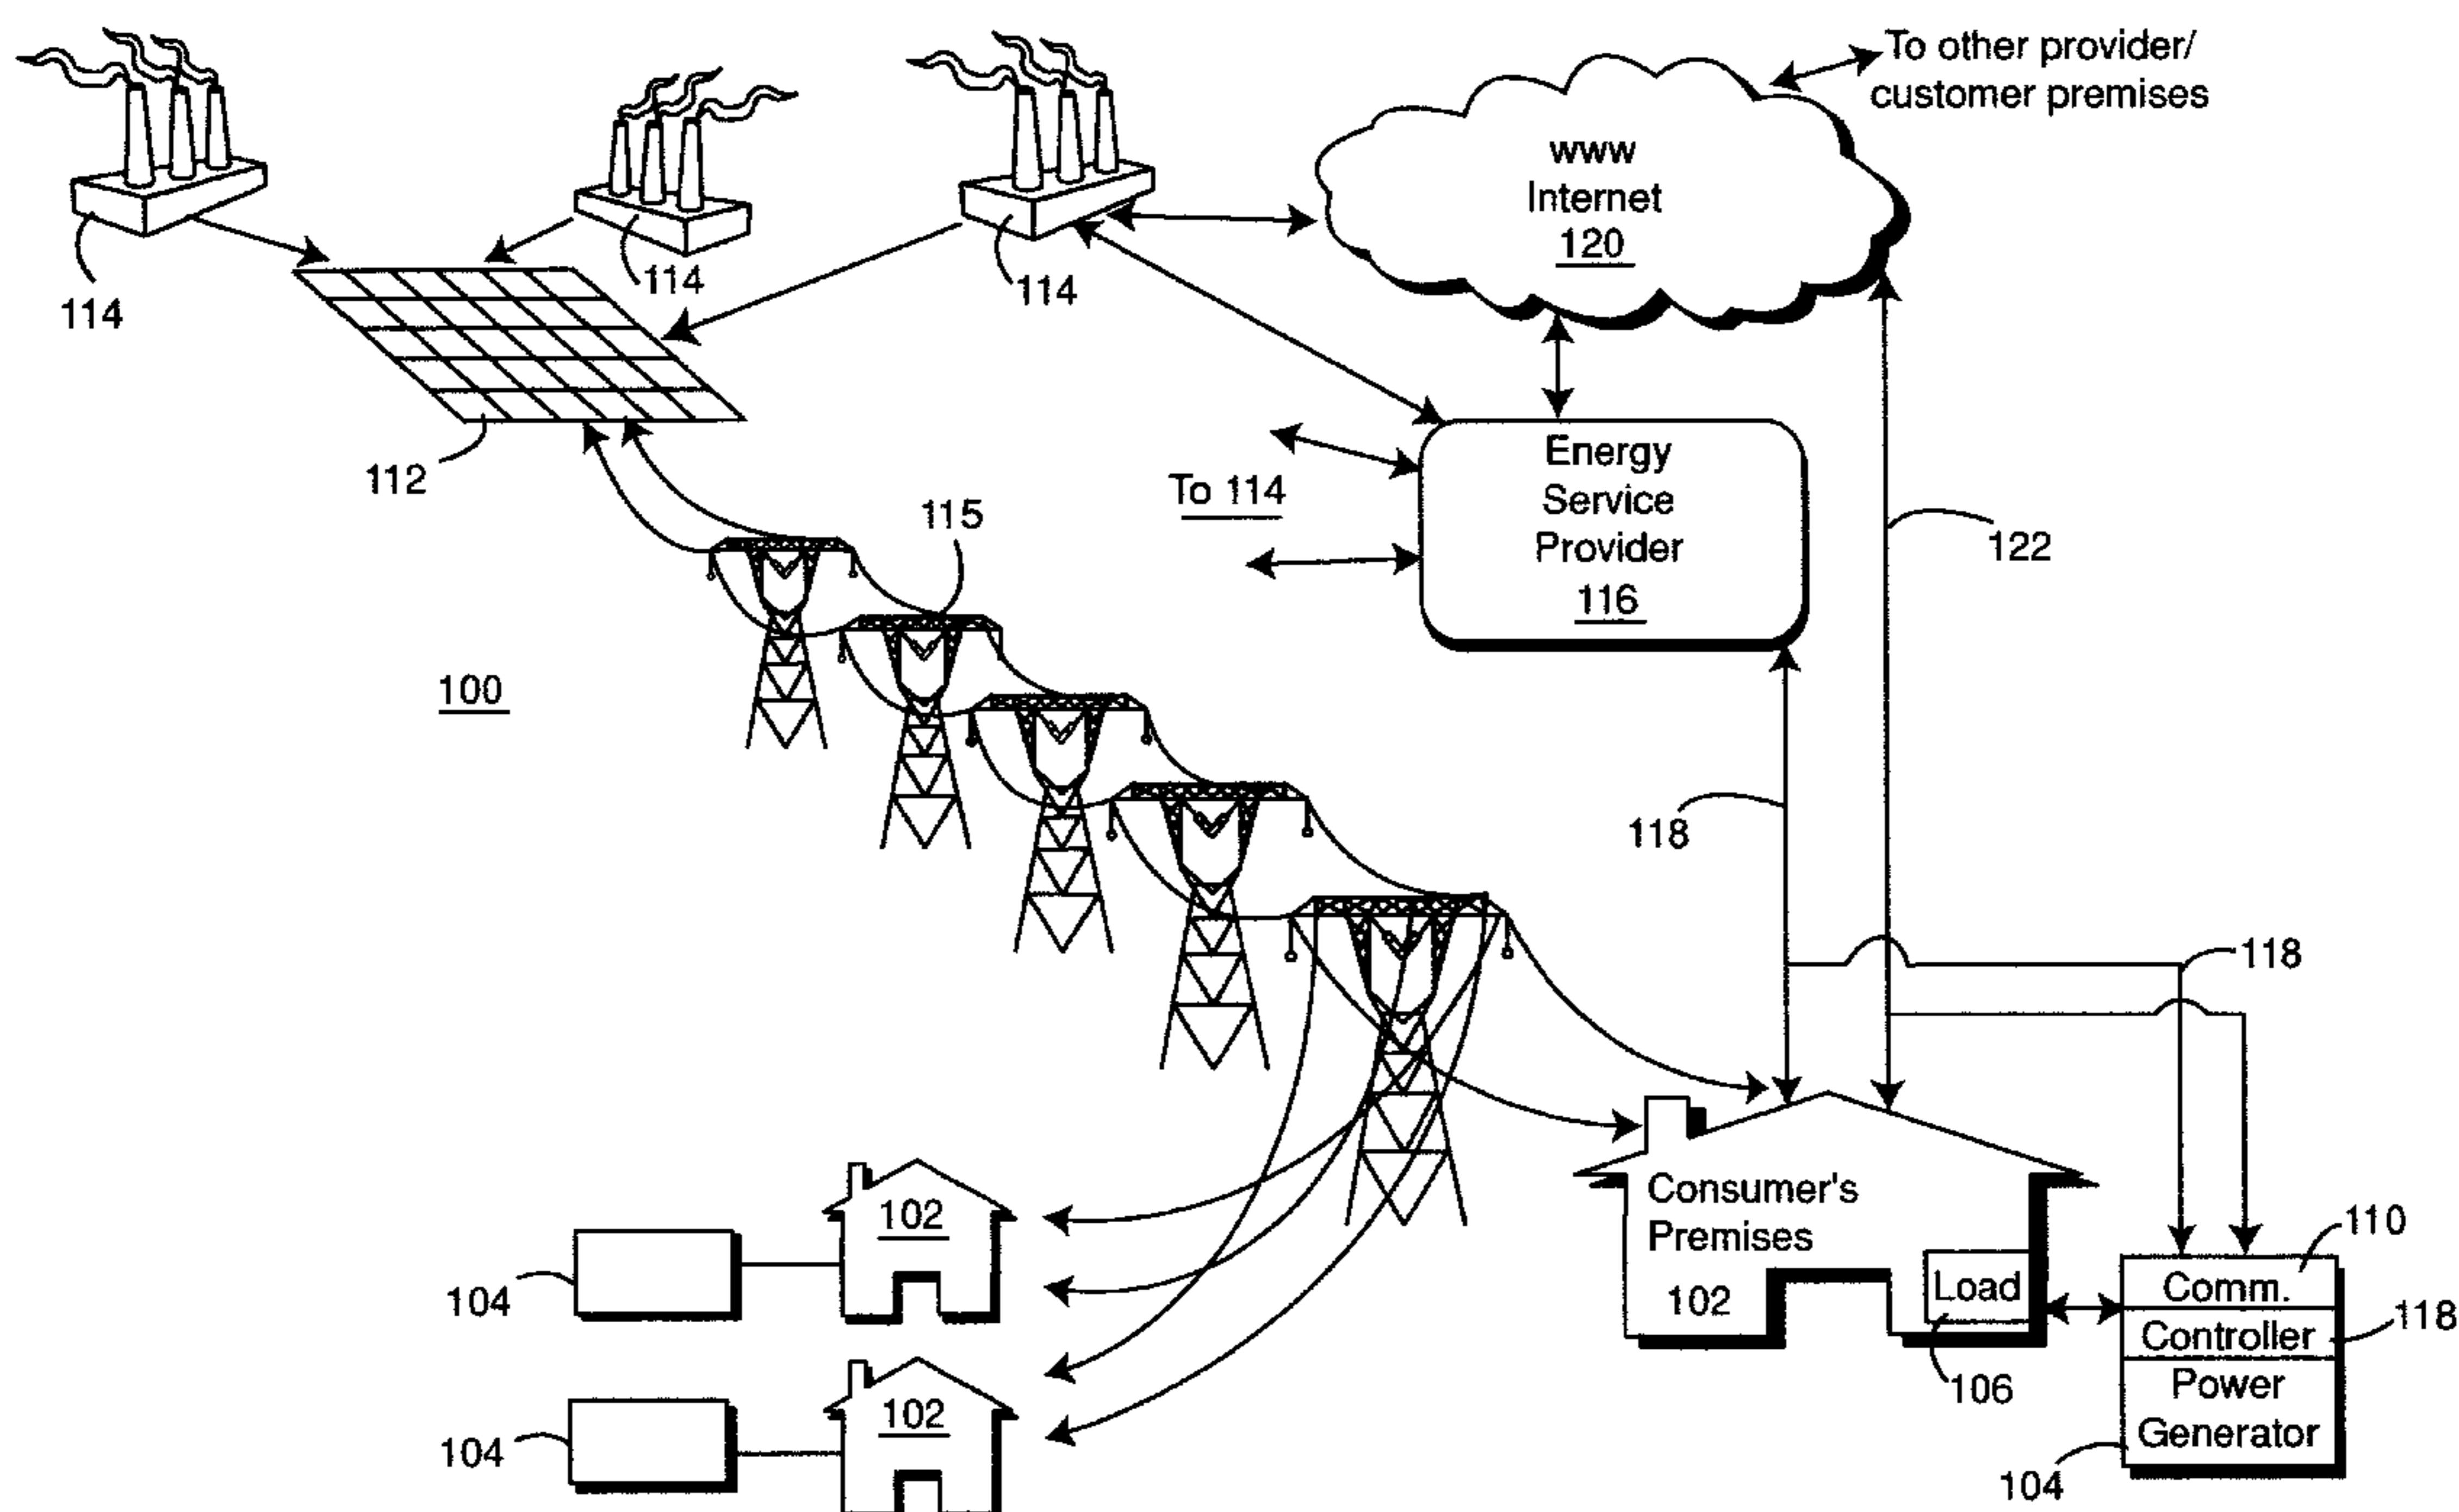 To other provider/
customer premises
www
Internet
120
114
114
114
112
115
To 114
Energy
Service
Provider
116
122
100
118
118
Consumer's
Premises
102
Load
106
110
Comm.
Controller
118
Power
Generator
104
102
104
102
104